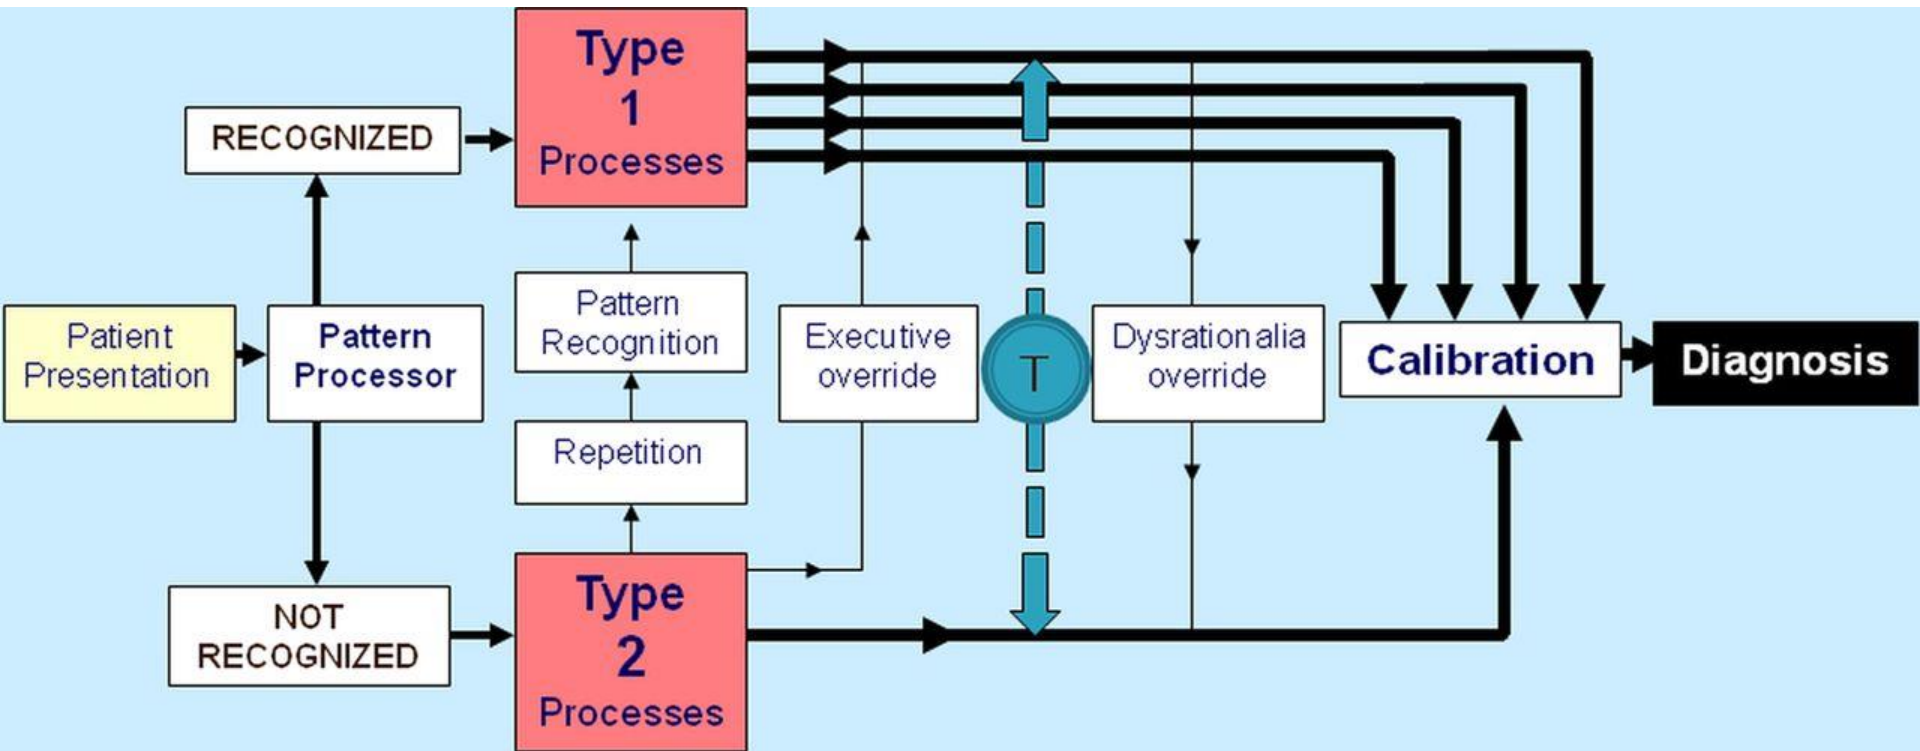 Type
1
Processes
RECOGNIZED
Patient
Presentation
Pattern
Processor
Pattern
Recognition
Executive
override
T
Dysrationalia
override
Calibration
Diagnosis
Repetition
NOT
RECOGNIZED
Type
2
Processes